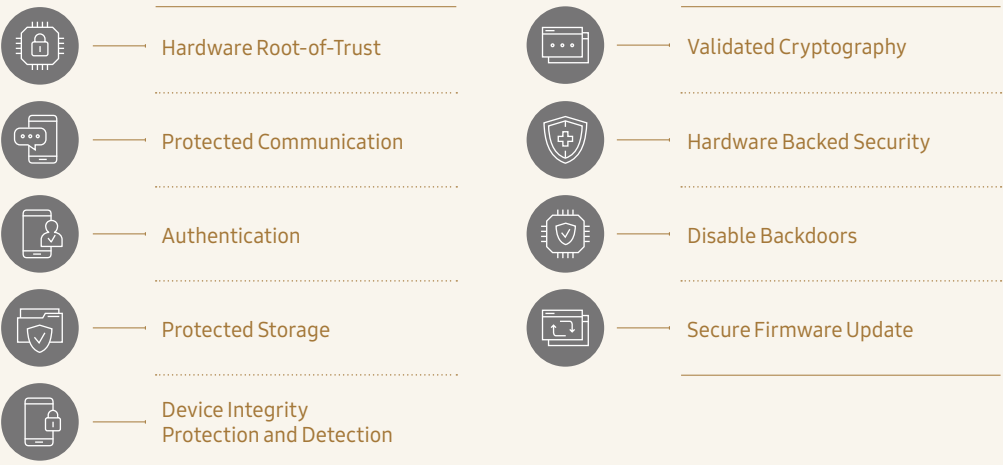 Hardware Root-of-Trust
Protected Communication
Authentication
Protected Storage
Device Integrity
Protection and Detection
Validated Cryptography
Hardware Backed Security
Disable Backdoors
Secure Firmware Update